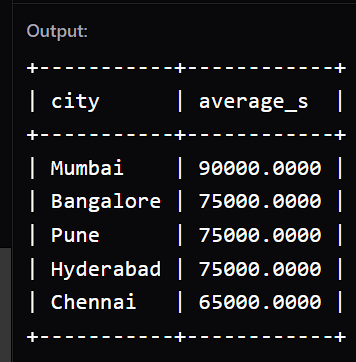 Output:
+-----------+------------+
| city      | average_s  |
+-----------+------------+
| Mumbai    | 90000.0000 |
| Bangalore | 75000.0000 |
| Pune      | 75000.0000 |
| Hyderabad | 75000.0000 |
| Chennai   | 65000.0000 |
+-----------+------------+